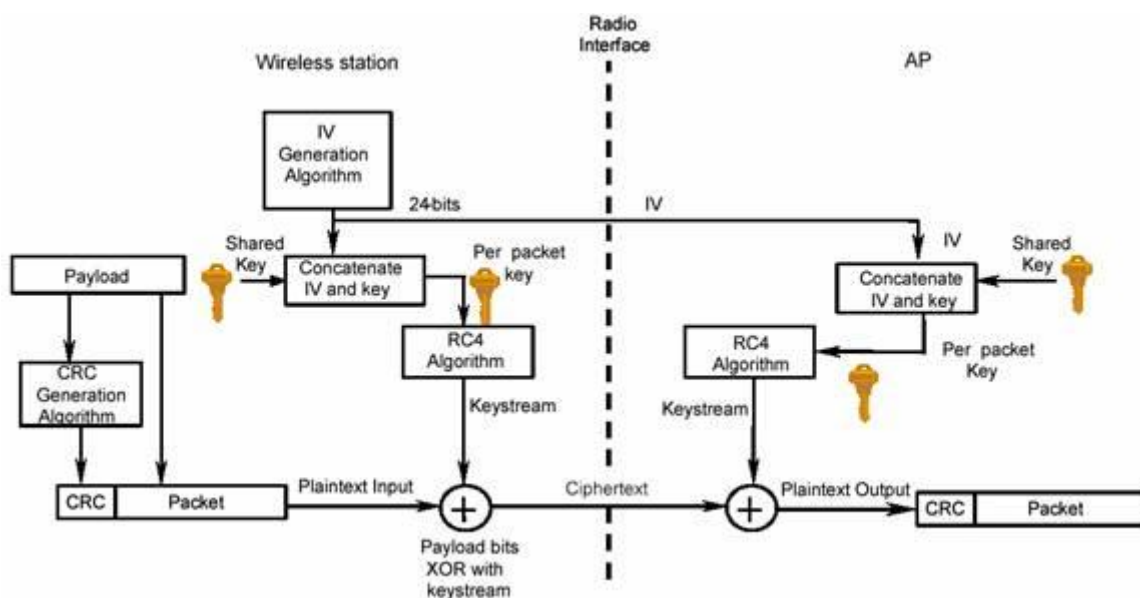 Radio
Interface
Wireless station
AP
IV
Generation
Algorithm
24-bits
IV
Shared
Key
Per packet
key
IV
Shared
Key
Payload
Concatenate
IV and key
Concatenate
IV and key
RC4
Algorithm
RC4
Algorithm
Per packet
Key
CRC
Generation
Algorithm
Keystream
Keystream
CRC
Packet
Plaintext Input
Ciphertext
Plaintext Output
CRC
Packet
Payload bits
XOR with
keystream